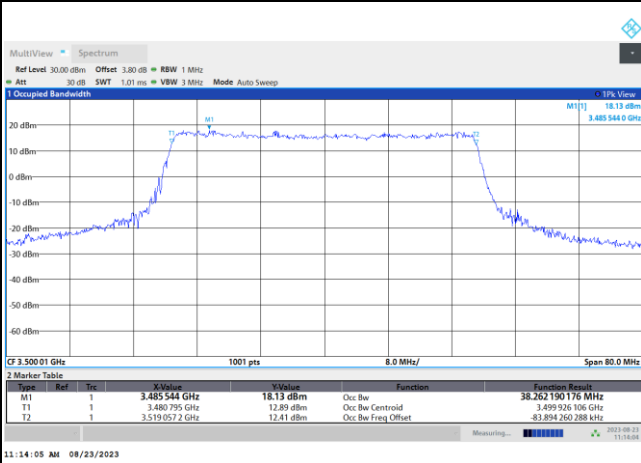 MultiView Spectrum
Ref Level 30.00 dBm Offset 3.80 dB RBW 1 MHz
Att 30 dB SWT 1.01 ms VBW 3 MHz Mode Auto Sweep
1 Occupied Bandwidth 1Pk View
M1[1] 18.13 dBm
3.485 544 0 GHz
M1
20 dBm
T1 T2
10 dBm
0 dBm
-10 dBm
-20 dBm
-30 dBm
-40 dBm
-50 dBm
-60 dBm
CF 3.500 01 GHz 1001 pts 8.0 MHz/ Span 80.0 MHz
2 Marker Table
Type Ref Trc X-Value Y-Value Function Function Result
M1 1 3.485 544 GHz 18.13 dBm Occ Bw 38.262 190 176 MHz
T1 1 3.480 795 GHz 12.89 dBm Occ Bw Centroid 3.499 926 106 GHz
T2 1 3.519 057 2 GHz 12.41 dBm Occ Bw Freq Offset -83.894 260 288 kHz
Measuring... 2023-08-23
11:14:04
11:14:05 AM 08/23/2023